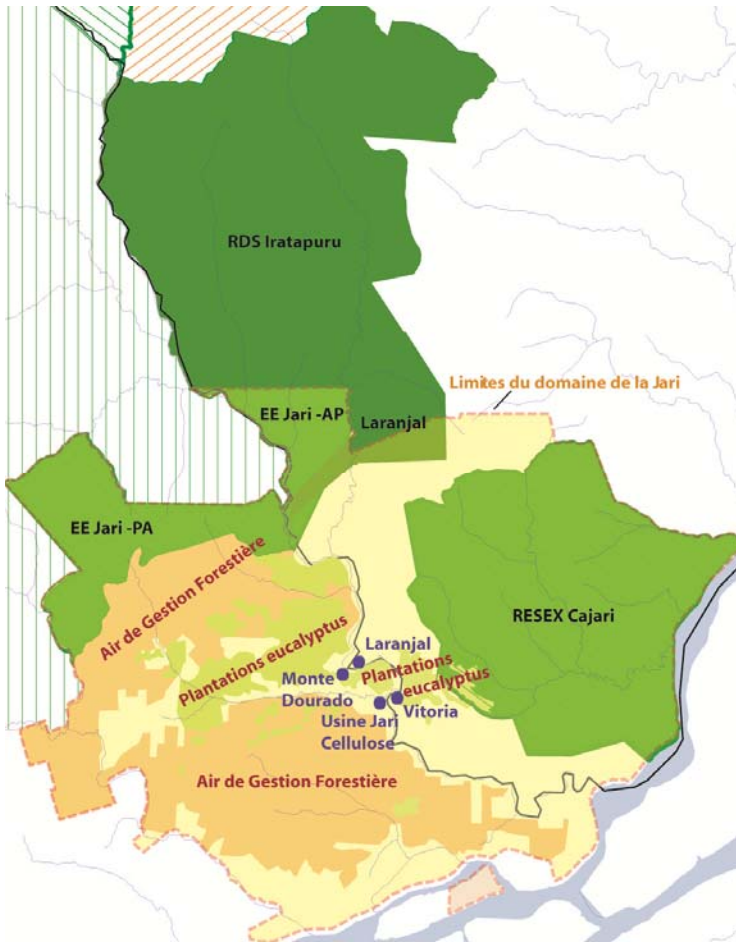 RDS Iratapuru
Limites du domaine de la Jari
EE Jari -AP
Laranjal
EE Jari -PA
Air de Gestion Forestière
RESEX Cajari
Plantations eucalyptus
Laranjal
Monte
Dourado
Plantations
eucalyptus
Usine Jari
Cellulose
Vitoria
Air de Gestion Forestière